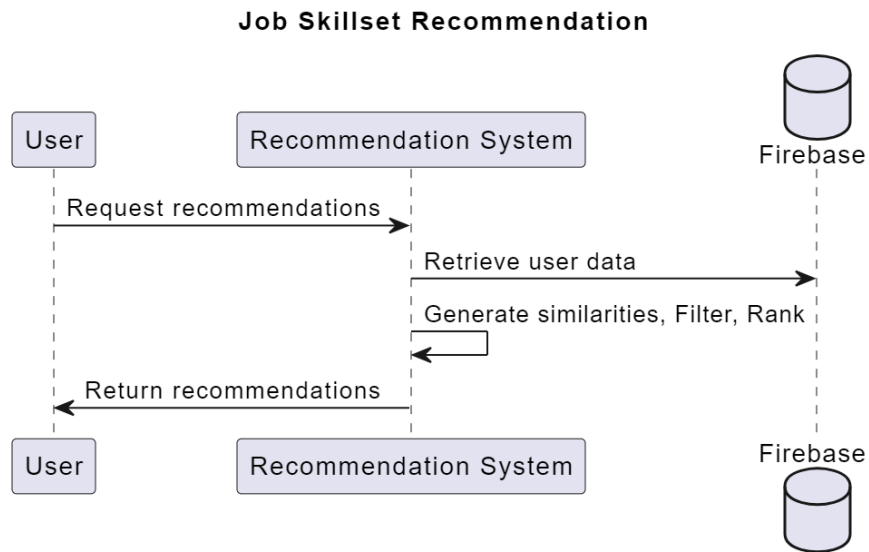 Job Skillset Recommendation
User
Recommendation System
Firebase
Request recommendations
Retrieve user data
Generate similarities, Filter, Rank
Return recommendations
User
Recommendation System
Firebase